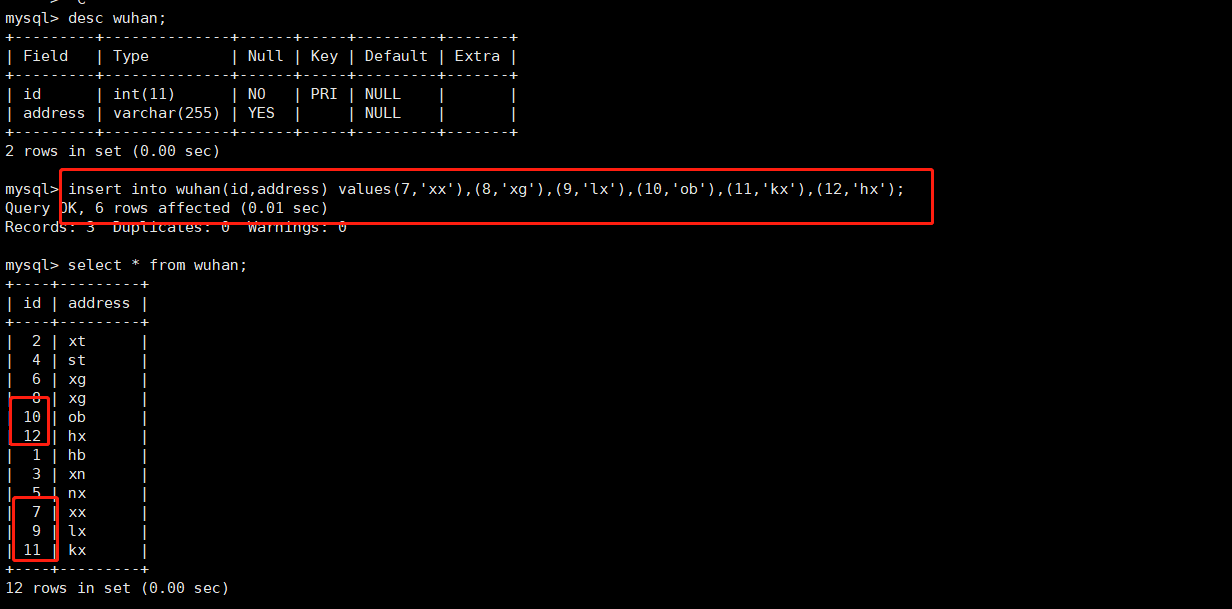 mysql> desc wuhan;
+---------+--------------+------+-----+---------+-------+
| Field   | Type         | Null | Key | Default | Extra |
+---------+--------------+------+-----+---------+-------+
| id      | int(11)      | NO   | PRI | NULL    |       |
| address | varchar(255) | YES  |     | NULL    |       |
+---------+--------------+------+-----+---------+-------+
2 rows in set (0.00 sec)
mysql> insert into wuhan(id,address) values(7,'xx'),(8,'xg'),(9,'lx'),(10,'ob'),(11,'kx'),(12,'hx');
Query OK, 6 rows affected (0.01 sec)
Records: 3  Duplicates: 0  Warnings: 0
mysql> select * from wuhan;
+----+---------+
| id | address |
+----+---------+
|  2 | xt      |
|  4 | st      |
|  6 | xg      |
|  8 | xg      |
| 10 | ob      |
| 12 | hx      |
|  1 | hb      |
|  3 | xn      |
|  5 | nx      |
|  7 | xx      |
|  9 | lx      |
| 11 | kx      |
+----+---------+
12 rows in set (0.00 sec)